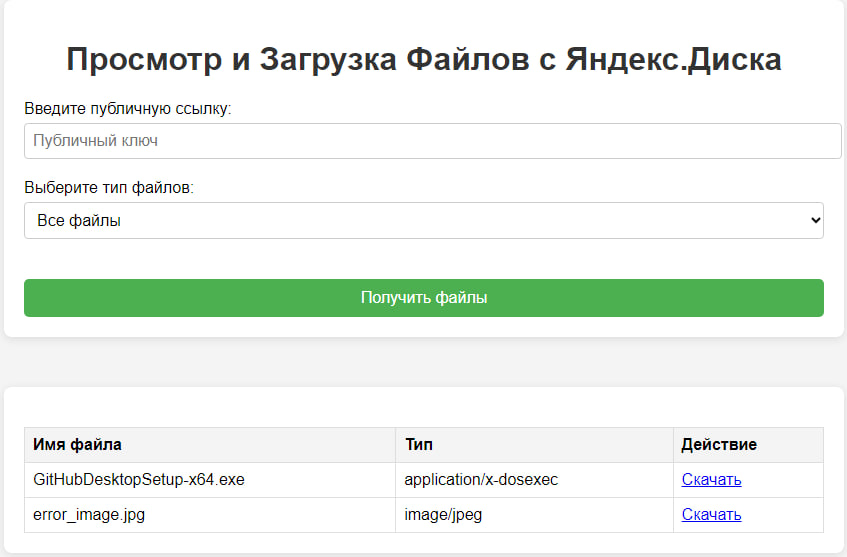 Просмотр и Загрузка Файлов с Яндекс.Диска
Введите публичную ссылку:
Публичный ключ
Выберите тип файлов:
Все файлы
Получить файлы
Имя файла Тип Действие
GitHubDesktopSetup-x64.exe application/x-dosexec Скачать
error_image.jpg image/jpeg Скачать